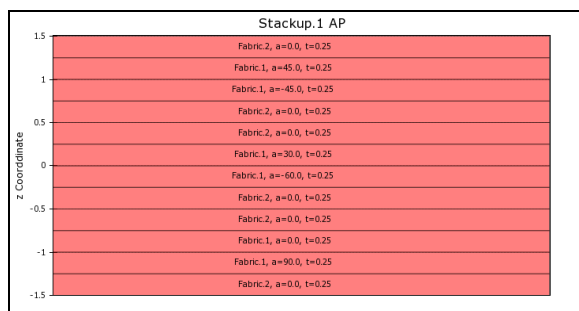 Stackup.1 AP
1.5
Fabric.2, a=0.0, t=0.25
Fabric.1, a=45.0, t=0.25
1
Fabric.1, a=-45.0, t=0.25
Fabric.2, a=0.0, t=0.25
0.5
Fabric.2, a=0.0, t=0.25
Fabric.1, a=30.0, t=0.25
0
Fabric.1, a=-60.0, t=0.25
Fabric.2, a=0.0, t=0.25
-0.5
Fabric.2, a=0.0, t=0.25
Fabric.1, a=0.0, t=0.25
-1
Fabric.1, a=90.0, t=0.25
Fabric.2, a=0.0, t=0.25
-1.5
z Coorddinate